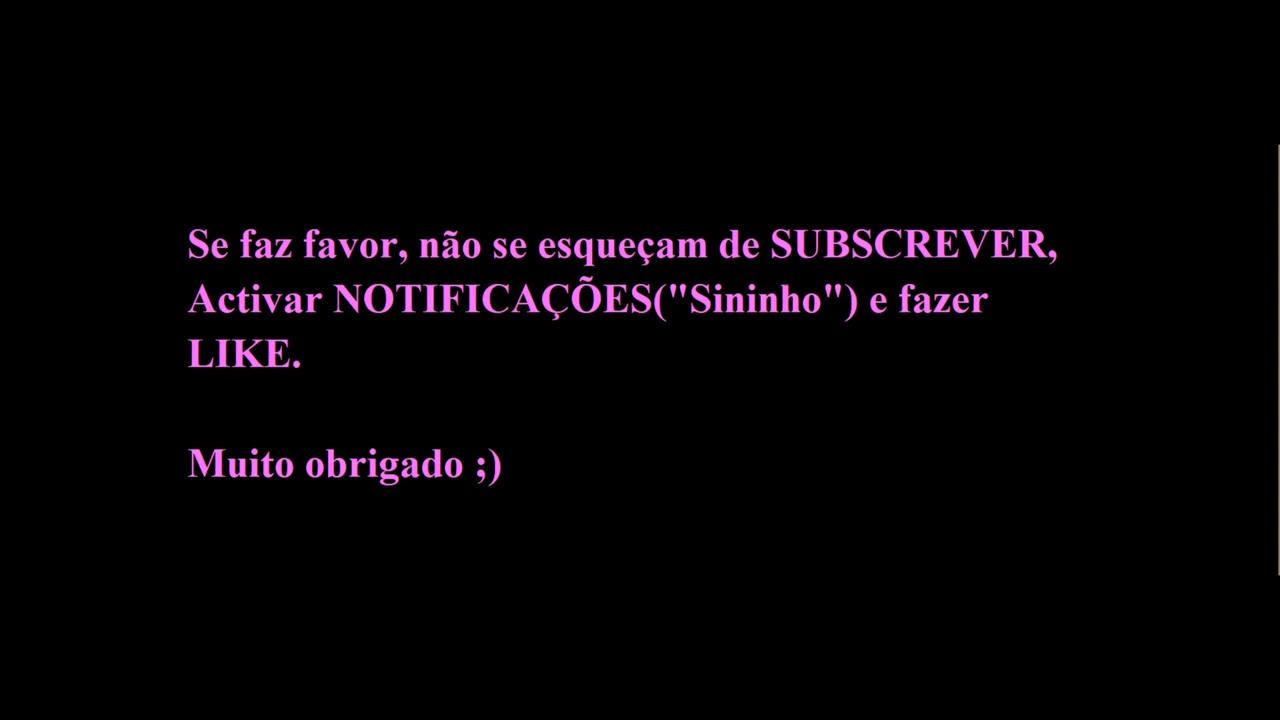 Se faz favor, não se esqueçam de SUBSCREVER,
Activar NOTIFICAÇÕES("Sininho") e fazer
LIKE.
Muito obrigado ;)